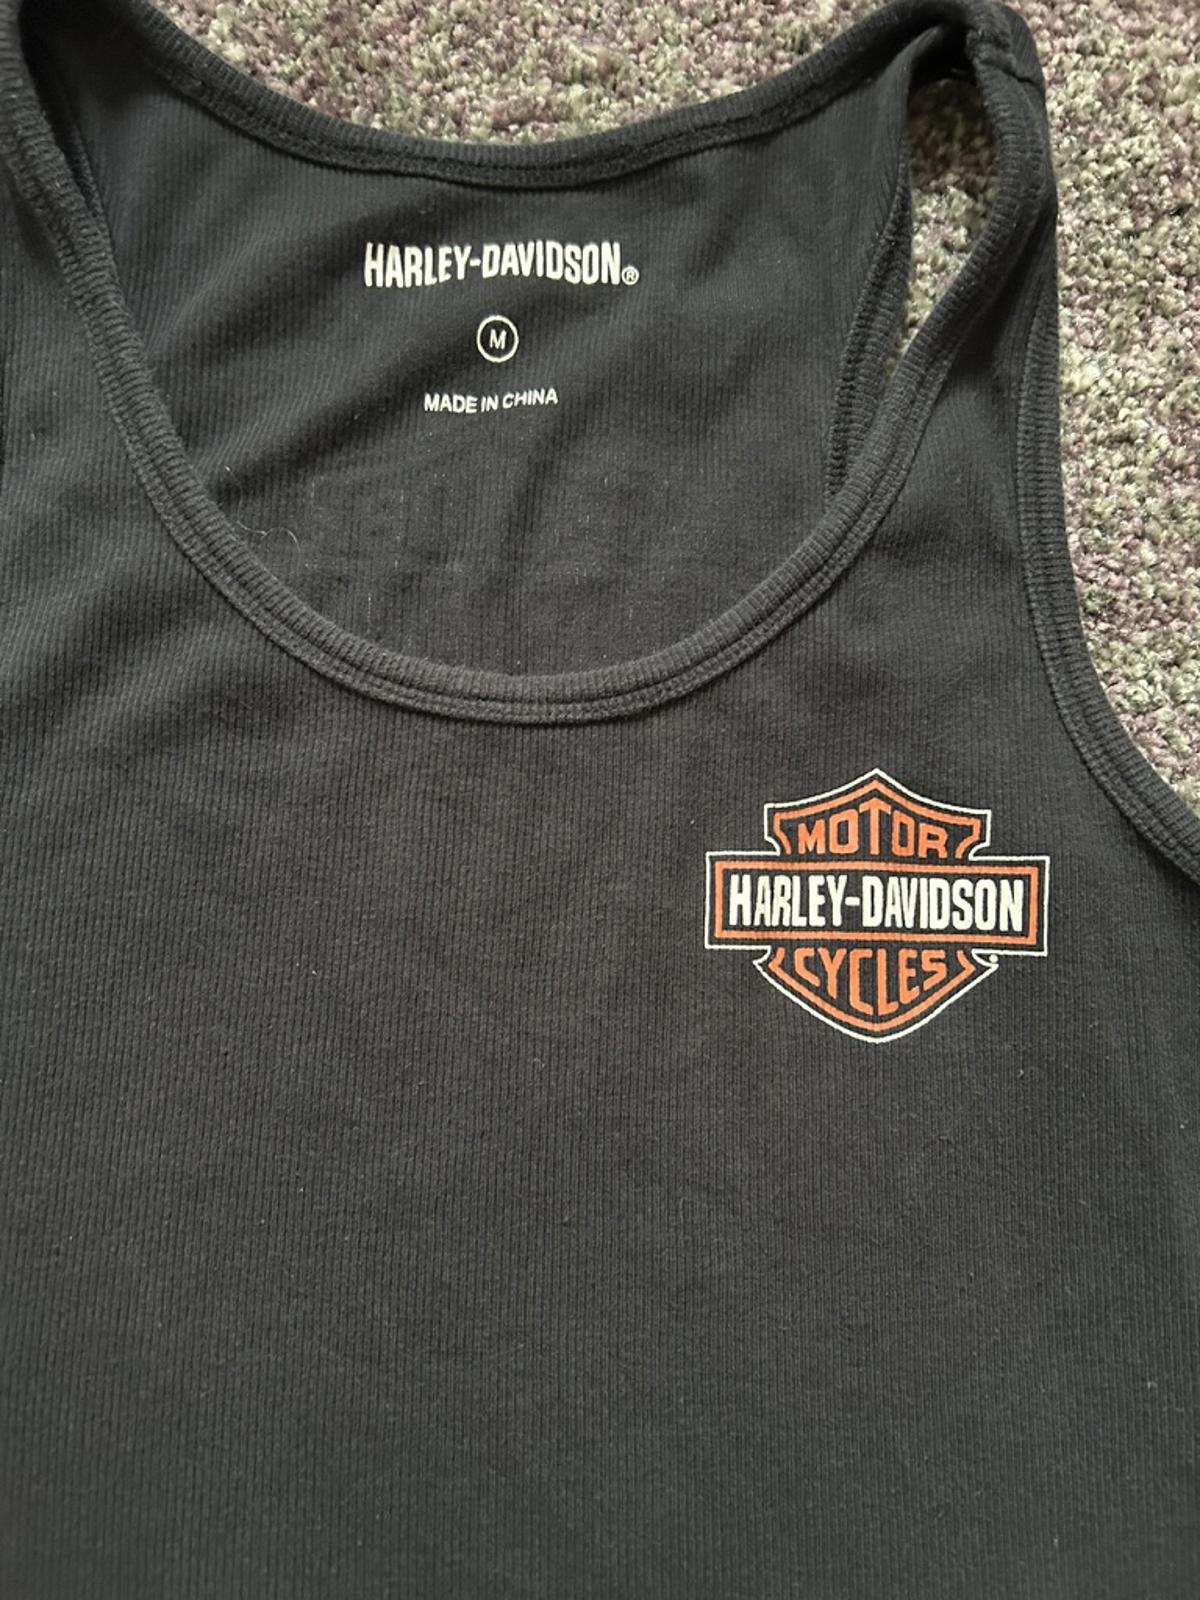 HARLEY-DAVIDSON®
M
MADE IN CHINA
MOTOR
HARLEY-DAVIDSON
CYCLES